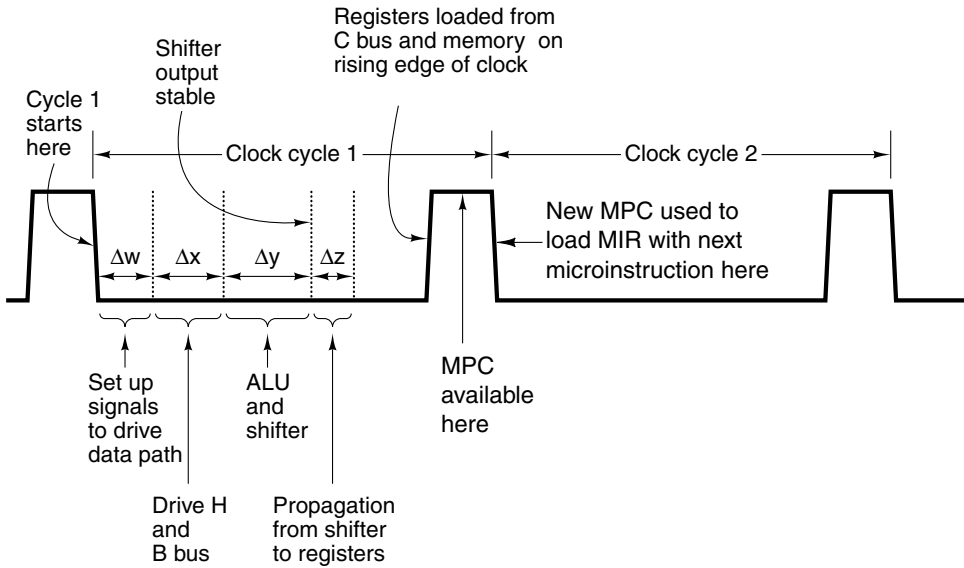 Registers loaded from
C bus and memory on
rising edge of clock
Shifter
output
stable
Cycle 1
starts
here
Clock cycle 1
Clock cycle 2
New MPC used to
load MIR with next
microinstruction here
Δw
Δx
Δy
Δz
Set up
signals
to drive
data path
ALU
and
shifter
MPC
available
here
Drive H
and
B bus
Propagation
from shifter
to registers